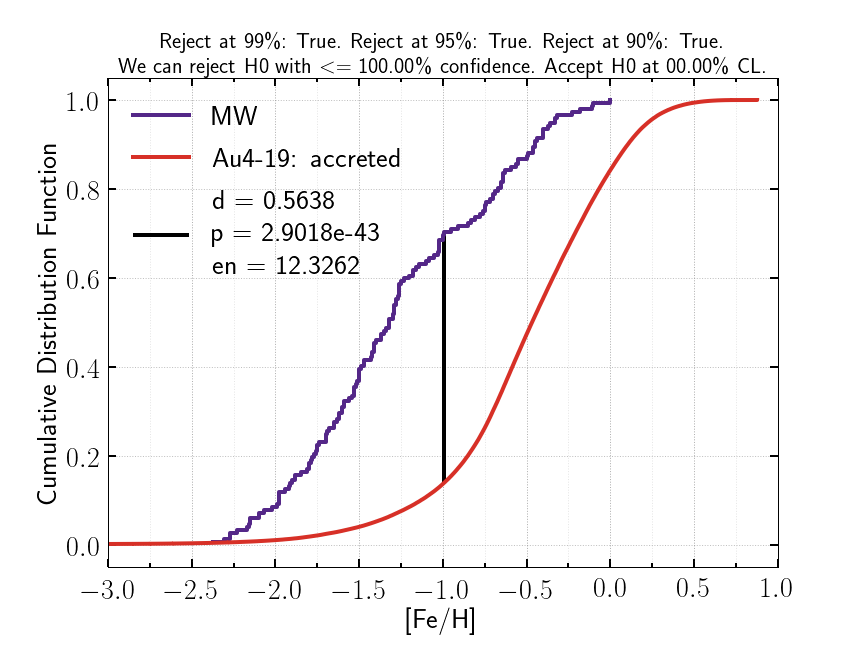 Reject at 99%: True. Reject at 95%: True. Reject at 90%: True.
We can reject H0 with <= 100.00% confidence. Accept H0 at 00.00% CL.
MW
Au4-19: accreted
d = 0.5638
p = 2.9018e-43
en = 12.3262
Cumulative Distribution Function
1.0
0.8
0.6
0.4
0.2
0.0
−3.0 −2.5 −2.0 −1.5 −1.0 −0.5 0.0 0.5 1.0
[Fe/H]